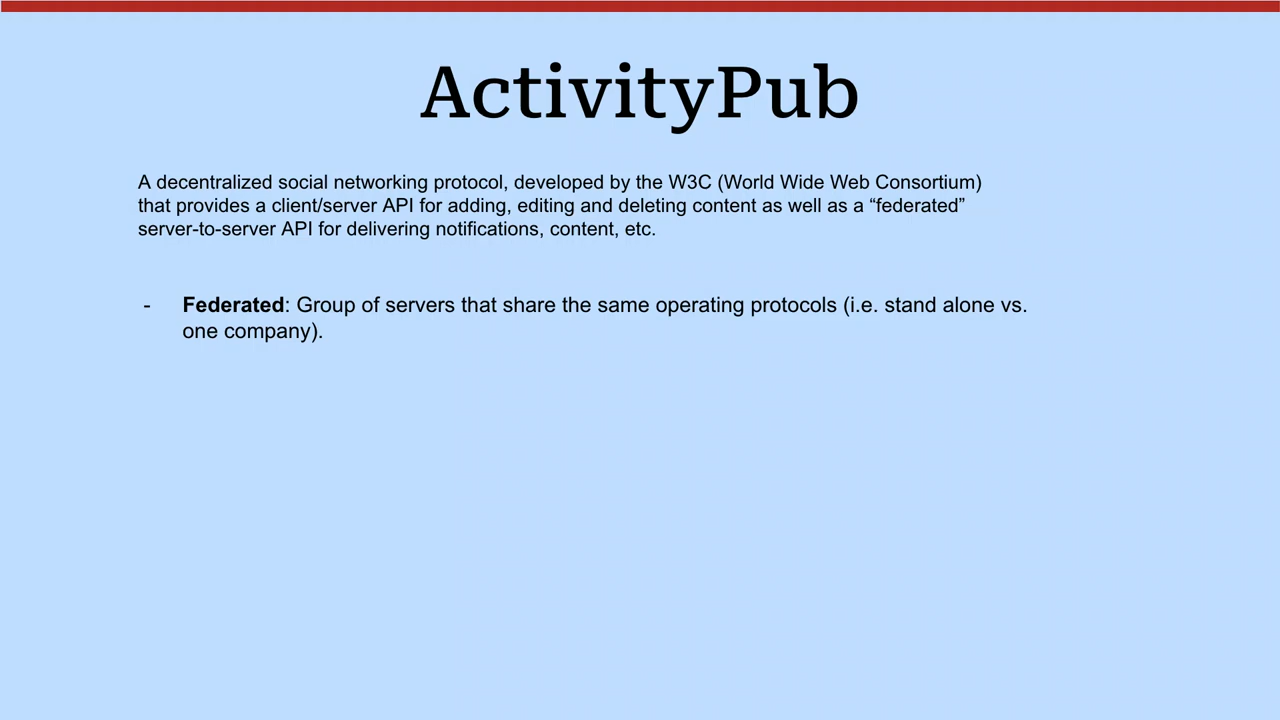 ActivityPub
A decentralized social networking protocol, developed by the W3C (World Wide Web Consortium)
that provides a client/server API for adding, editing and deleting content as well as a “federated”
server-to-server API for delivering notifications, content, etc.
- Federated: Group of servers that share the same operating protocols (i.e. stand alone vs.
one company).